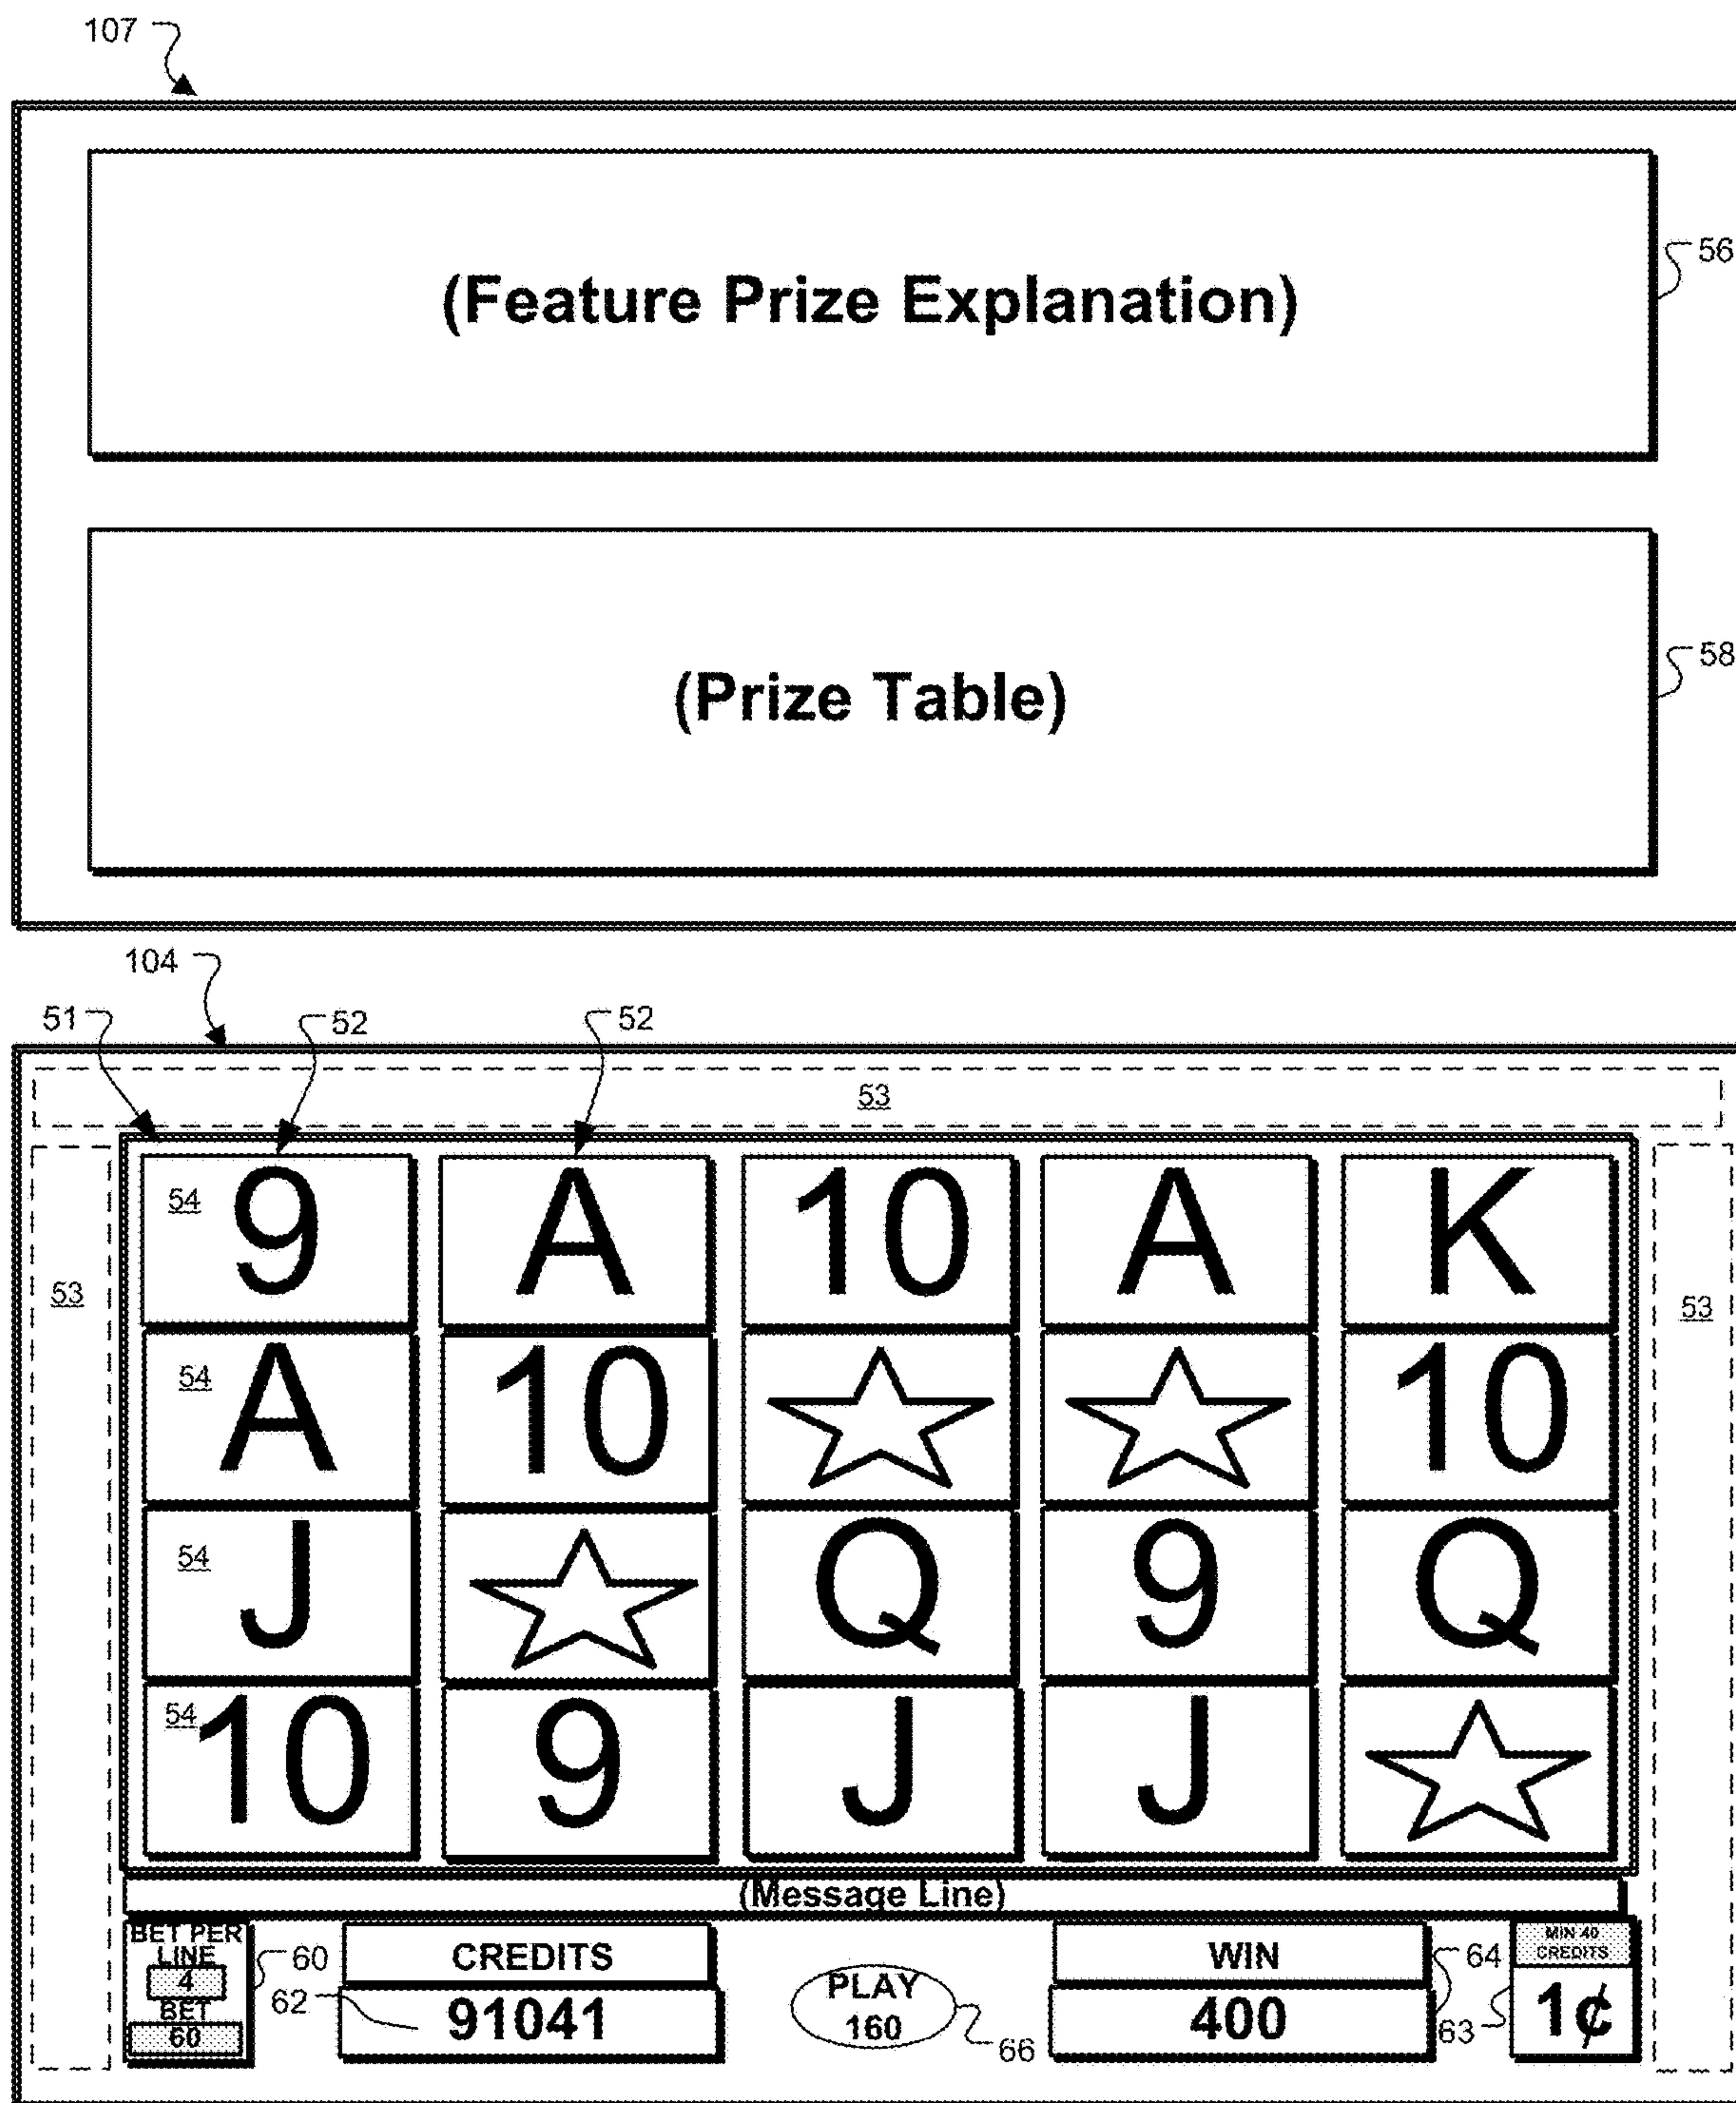 107
(Feature Prize Explanation)
56
(Prize Table)
58
104
51 52 52
53
53 53
54 9 A 10 A K
54 A 10 10
54 J Q 9 Q
54 10 9 J J
(Message Line)
BET PER
LINE
4
BET
60
60
CREDITS
91041
62
PLAY
160
66
WIN
400
64
63
MIN 40
CREDITS
1¢